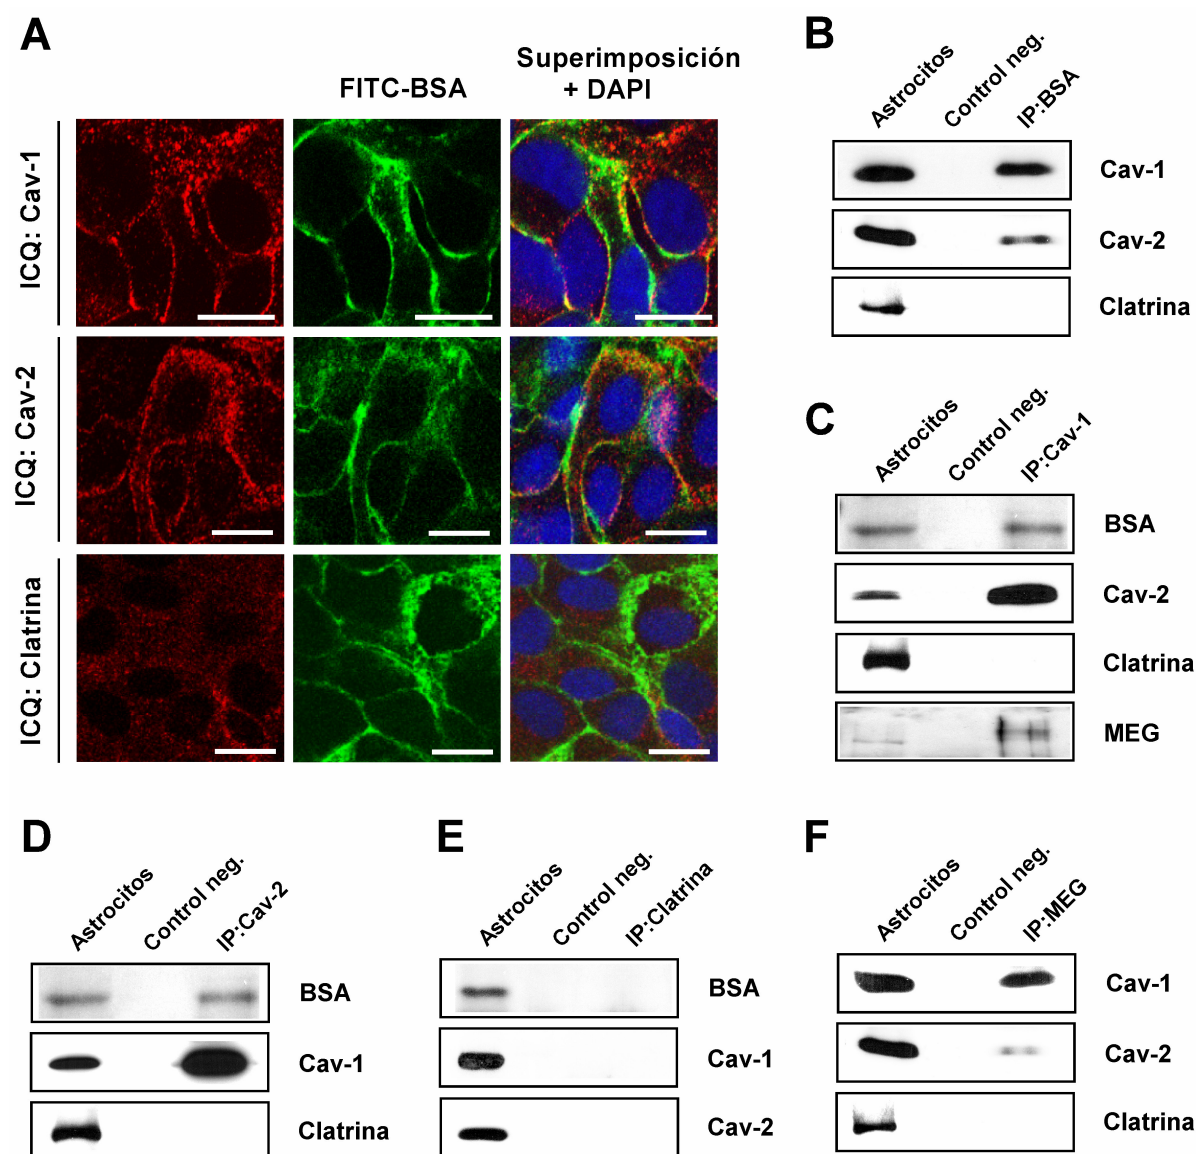 A
FITC-BSA
Superimposición
+ DAPI
ICQ: Cav-1
ICQ: Cav-2
ICQ: Clatrina
B
Astrocitos
Control neg.
IP:BSA
Cav-1
Cav-2
Clatrina
C
Astrocitos
Control neg.
IP:Cav-1
BSA
Cav-2
Clatrina
MEG
D
Astrocitos
Control neg.
IP:Cav-2
BSA
Cav-1
Clatrina
E
Astrocitos
Control neg.
IP:Clatrina
BSA
Cav-1
Cav-2
F
Astrocitos
Control neg.
IP:MEG
Cav-1
Cav-2
Clatrina